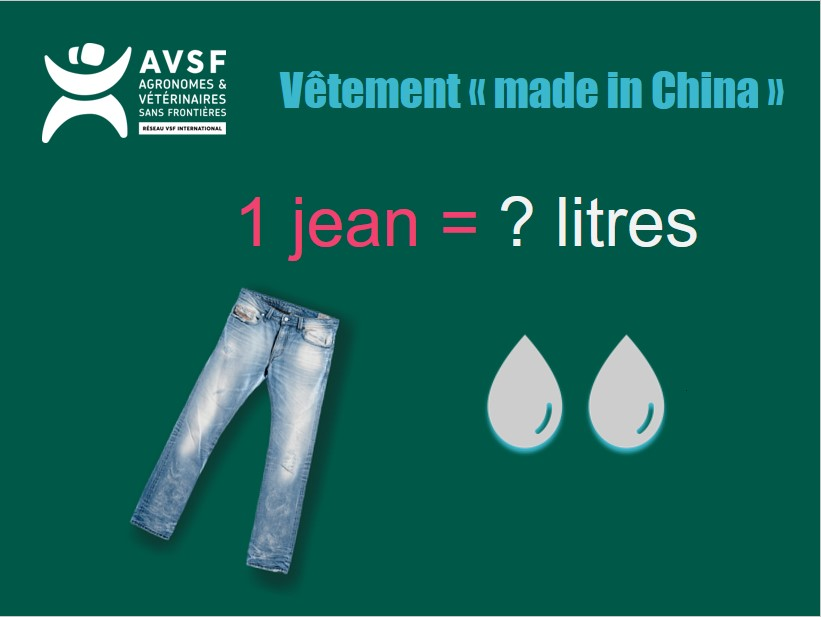 AVSF
AGRONOMES &
VÉTÉRINAIRES
SANS FRONTIÈRES
RÉSEAU VSF INTERNATIONAL
Vêtement « made in China »
1 jean = ? litres